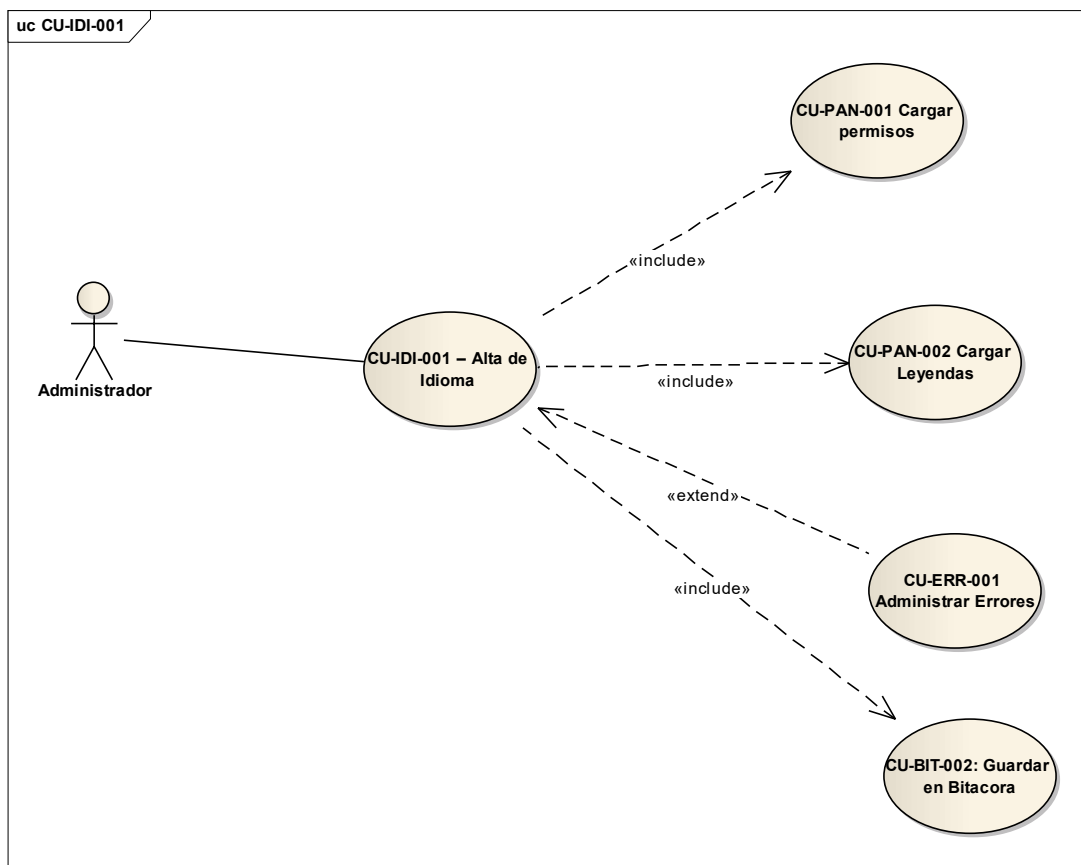 uc CU-IDI-001
CU-PAN-001 Cargar
permisos
«include»
Administrador
CU-IDI-001 – Alta de
Idioma
CU-PAN-002 Cargar
Leyendas
«include»
«extend»
CU-ERR-001
Administrar Errores
«include»
CU-BIT-002: Guardar
en Bitacora